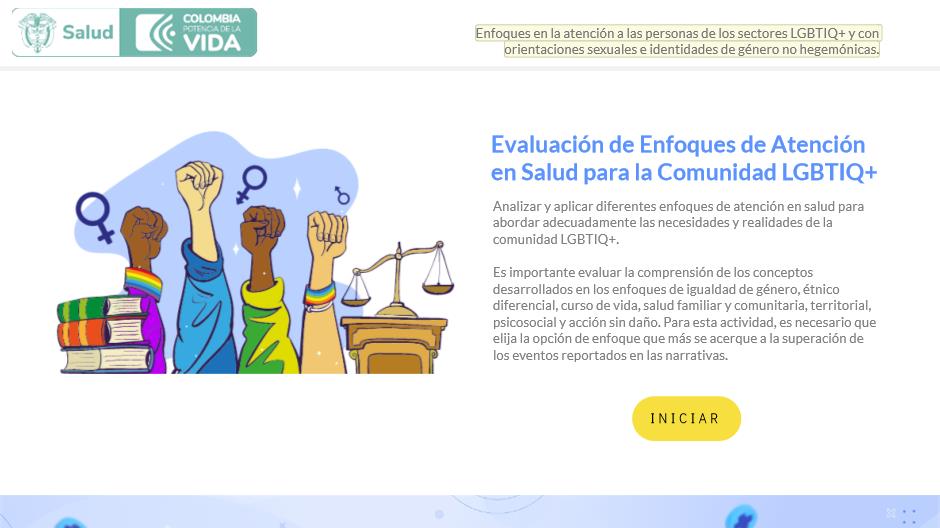 Salud
COLOMBIA
POTENCIA DE LA
VIDA
Enfoques en la atención a las personas de los sectores LGBTIQ+ y con
orientaciones sexuales e identidades de género no hegemónicas.
Evaluación de Enfoques de Atención
en Salud para la Comunidad LGBTIQ+
Analizar y aplicar diferentes enfoques de atención en salud para
abordar adecuadamente las necesidades y realidades de la
comunidad LGBTIQ+.
Es importante evaluar la comprensión de los conceptos
desarrollados en los enfoques de igualdad de género, étnico
diferencial, curso de vida, salud familiar y comunitaria, territorial,
psicosocial y acción sin daño. Para esta actividad, es necesario que
elija la opción de enfoque que más se acerque a la superación de
los eventos reportados en las narrativas.
INICIAR